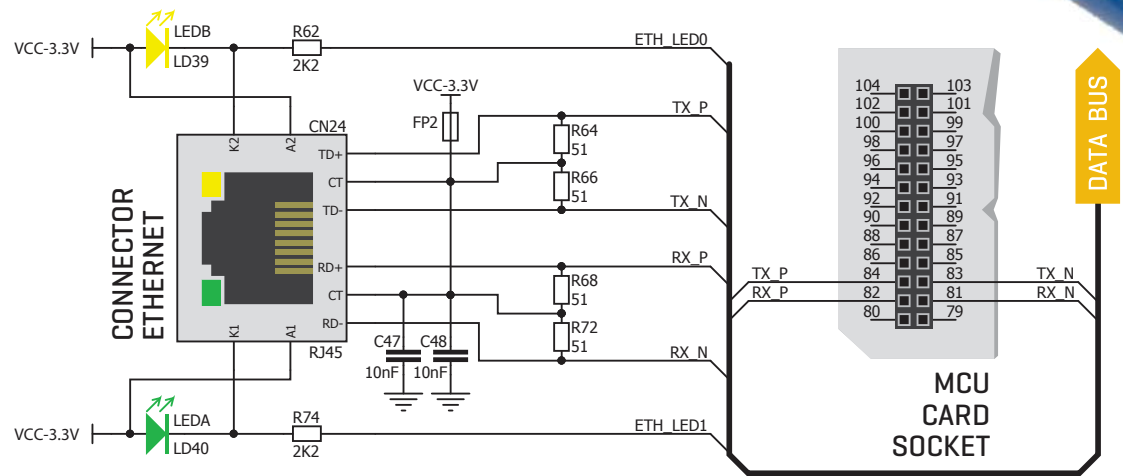 LEDB
R62
ETH_LED0
VCC-3.3V
LD39
2K2
VCC-3.3V
FP2
TX_P
CN24
K2
A2
TD+
R64
51
CT
R66
51
TD-
TX_N
CONNECTOR
ETHERNET
RD+
RX_P
CT
R68
51
RD-
R72
51
K1
A1
RJ45
C47
10nF
C48
10nF
RX_N
LEDA
R74
ETH_LED1
VCC-3.3V
LD40
2K2
104 103
102 101
100 99
98 97
96 95
94 93
92 91
90 89
88 87
86 85
TX_P 84 83 TX_N
RX_P 82 81 RX_N
80 79
MCU
CARD
SOCKET
DATA BUS